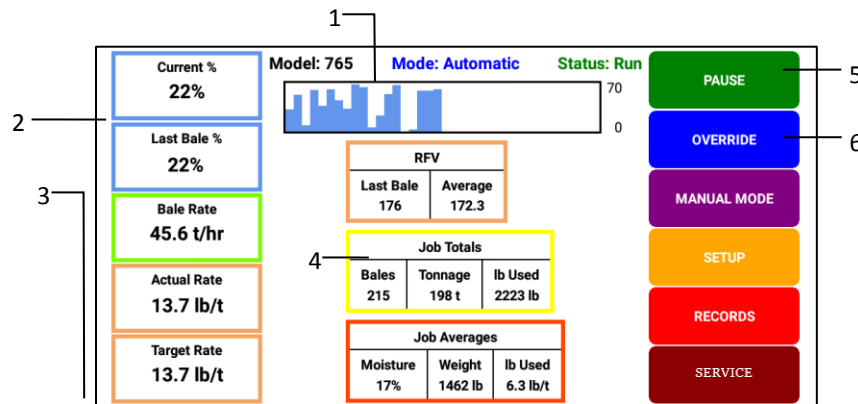 1
Model: 765 Mode: Automatic Status: Run
Current %
22%
Last Bale %
22%
Bale Rate
45.6 t/hr
Actual Rate
13.7 lb/t
Target Rate
13.7 lb/t
2
3
70
0
RFV
Last Bale Average
176 172.3
4
Job Totals
Bales Tonnage lb Used
215 198 t 2223 lb
Job Averages
Moisture Weight lb Used
17% 1462 lb 6.3 lb/t
PAUSE
OVERRIDE
MANUAL MODE
SETUP
RECORDS
SERVICE
5
6